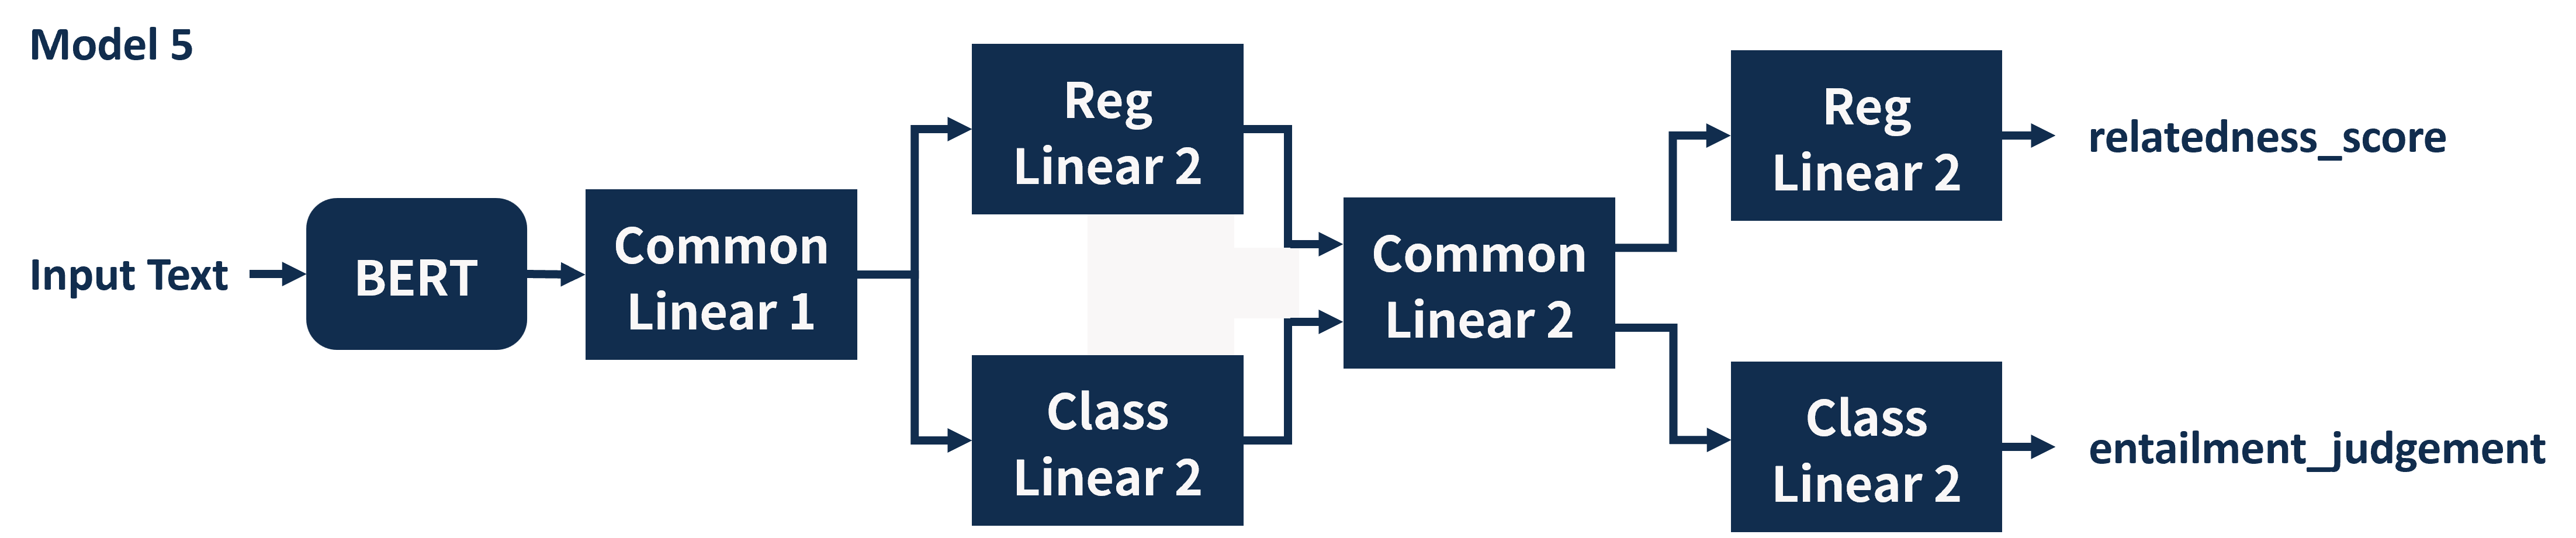 Model 5
Input Text
BERT
Common
Linear 1
Reg
Linear 2
Class
Linear 2
Common
Linear 2
Reg
Linear 2
Class
Linear 2
relatedness_score
entailment_judgement